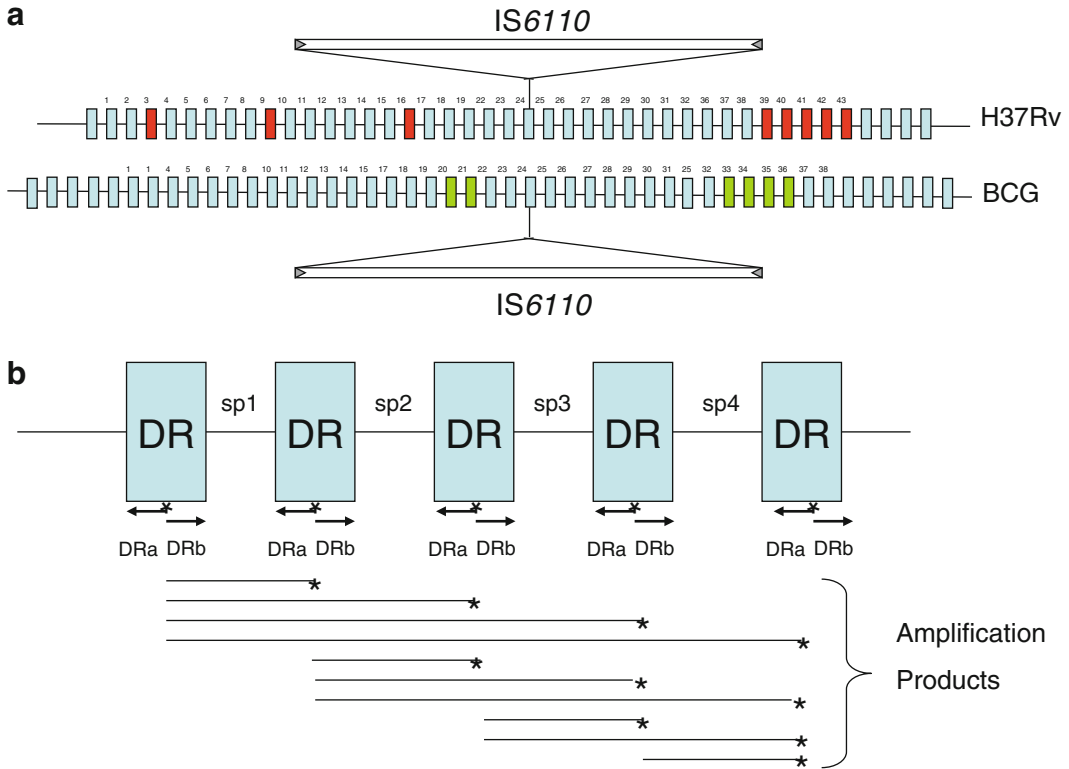 a
IS6110
1 2 3 4 5 6 7 8 9 10 11 12 13 14 15 16 17 18 19 22 23 24 25 26 27 28 29 30 31 32 36 37 38 39 40 41 42 43
H37Rv
1 1 4 5 6 7 8 10 11 12 13 14 15 18 19 20 21 22 23 24 25 26 27 28 29 30 31 25 32 33 34 35 36 37 38
BCG
IS6110
b
DR sp1 DR sp2 DR sp3 DR sp4 DR
DRa DRb DRa DRb DRa DRb DRa DRb DRa DRb
Amplification
Products